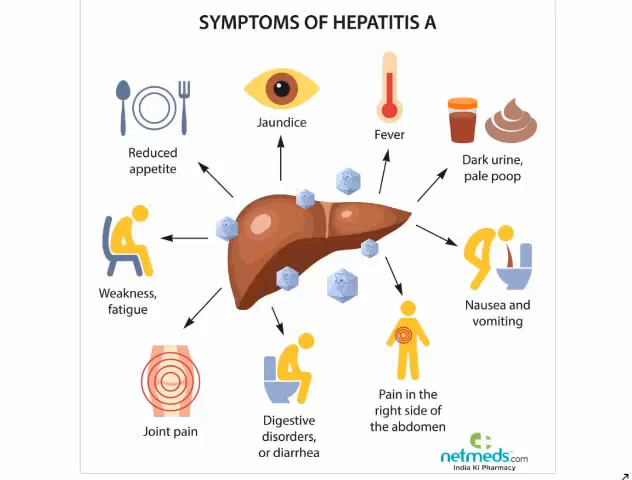 SYMPTOMS OF HEPATITIS A
Jaundice
Fever
Reduced
appetite
Dark urine,
pale poop
Weakness,
fatigue
Nausea and
vomiting
Joint pain
Digestive
disorders,
or diarrhea
Pain in the
right side of
the abdomen
netmeds.com
India Ki Pharmacy